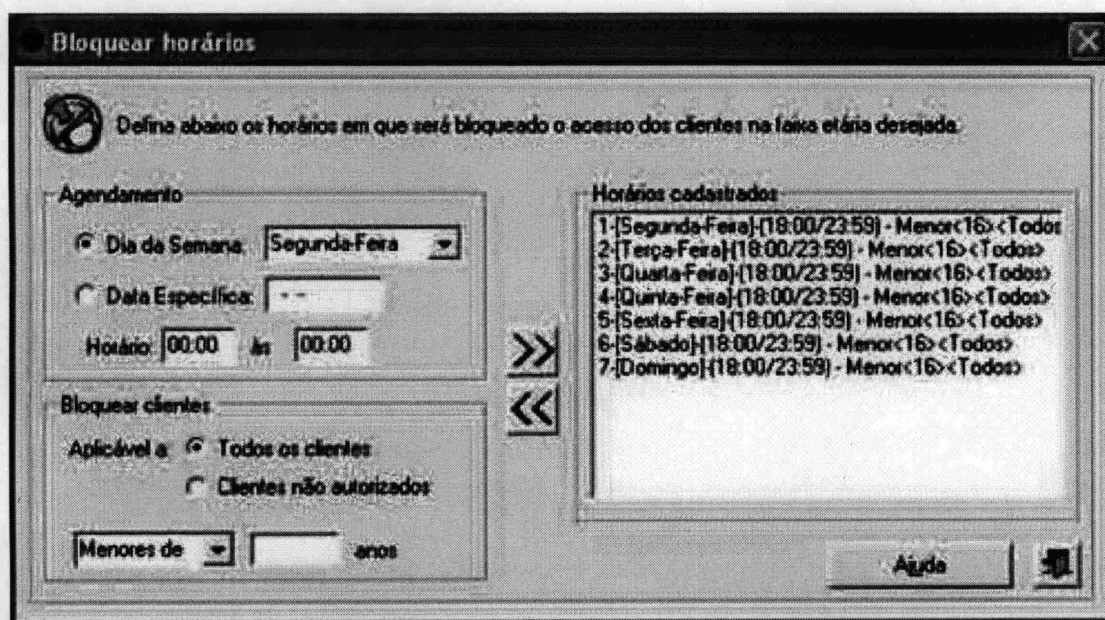 Bloquear horários
Defina abaixo os horários em que será bloqueado o acesso dos clientes na faixa etária desejada.
Agendamento
Dia da Semana: Segunda-Feira
Data Específica: - -
Horário: 00:00 às 00:00
Bloquear clientes
Aplicável a: Todos os clientes
Clientes não autorizados
Menores de anos
Horários cadastrados
1-[Segunda-Feira]-[18:00/23:59] - Menor<16><Todos
2-[Terça-Feira]-[18:00/23:59] - Menor<16><Todos>
3-[Quarta-Feira]-[18:00/23:59] - Menor<16><Todos>
4-[Quinta-Feira]-[18:00/23:59] - Menor<16><Todos>
5-[Sexta-Feira]-[18:00/23:59] - Menor<16><Todos>
6-[Sábado]-[18:00/23:59] - Menor<16><Todos>
7-[Domingo]-[18:00/23:59] - Menor<16><Todos>
Ajuda